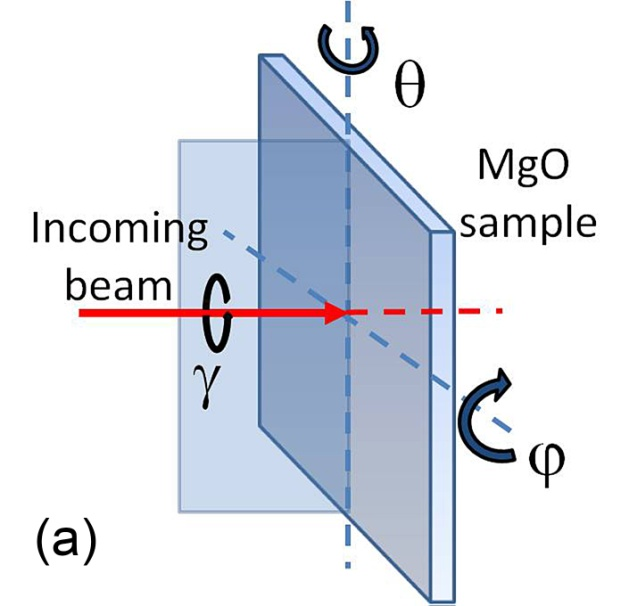 θ
MgO
sample
Incoming
beam
γ
φ
(a)